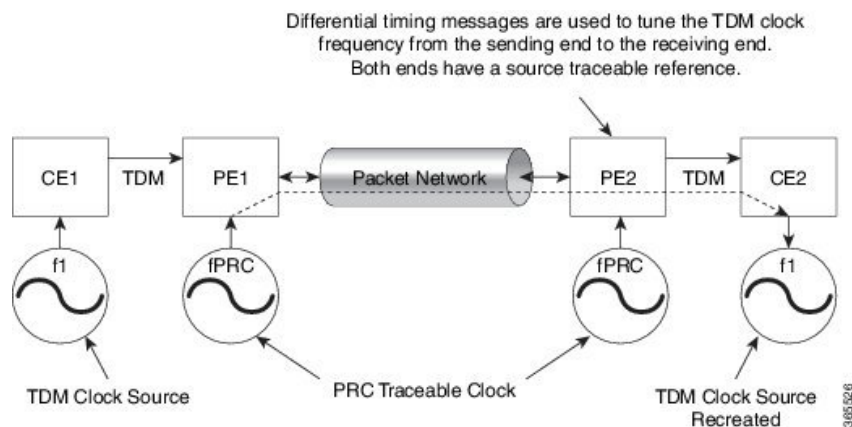 Differential timing messages are used to tune the TDM clock
frequency from the sending end to the receiving end.
Both ends have a source traceable reference.
CE1
TDM
PE1
Packet Network
PE2
TDM
CE2
f1
fPRC
fPRC
f1
TDM Clock Source
PRC Traceable Clock
TDM Clock Source
Recreated
365526